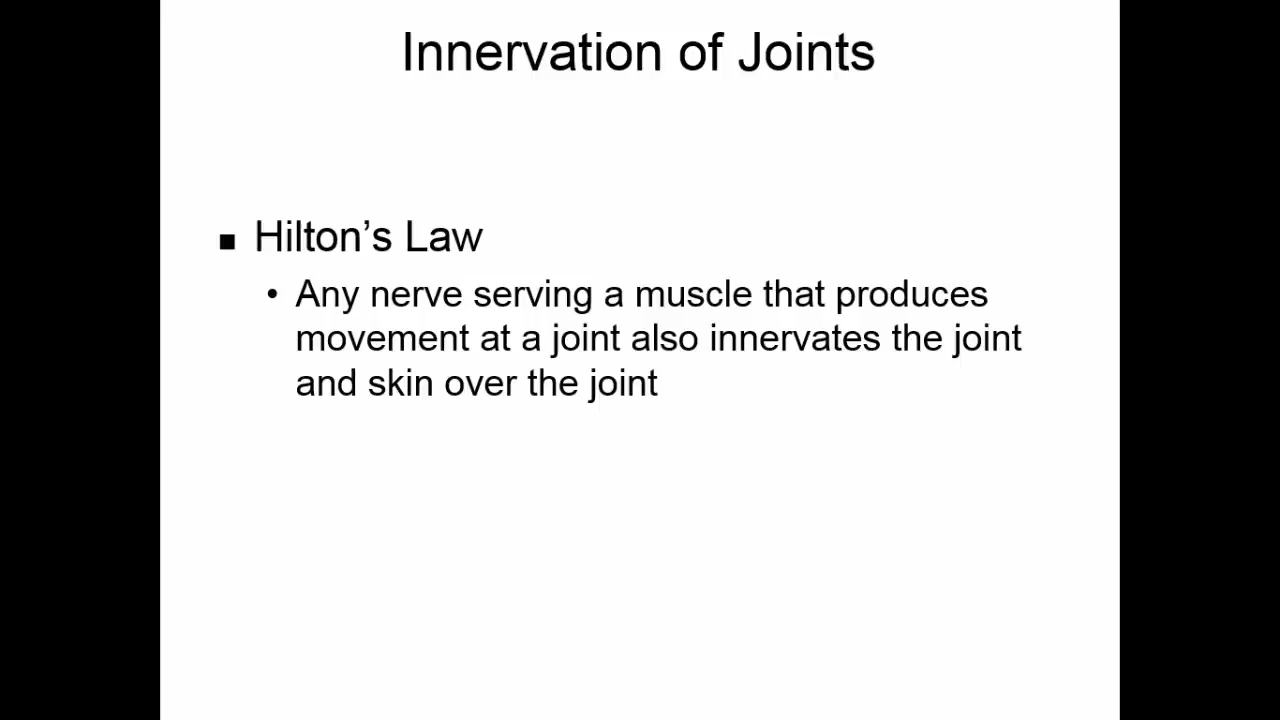 Innervation of Joints
▪ Hilton’s Law
• Any nerve serving a muscle that produces
movement at a joint also innervates the joint
and skin over the joint